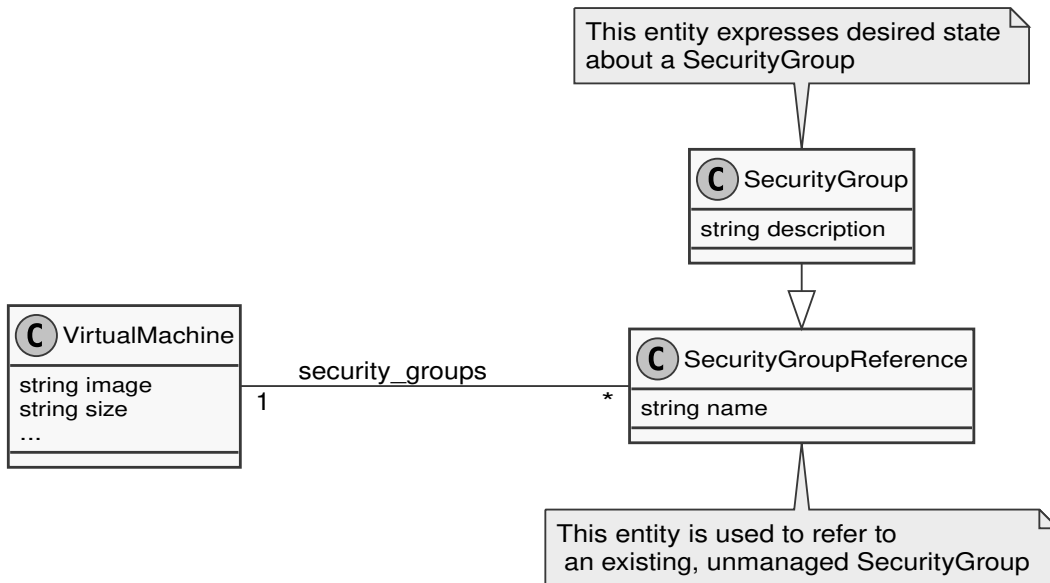 This entity expresses desired state
about a SecurityGroup
C SecurityGroup
string description
C VirtualMachine
string image
string size
...
security_groups
1
*
C SecurityGroupReference
string name
This entity is used to refer to
an existing, unmanaged SecurityGroup